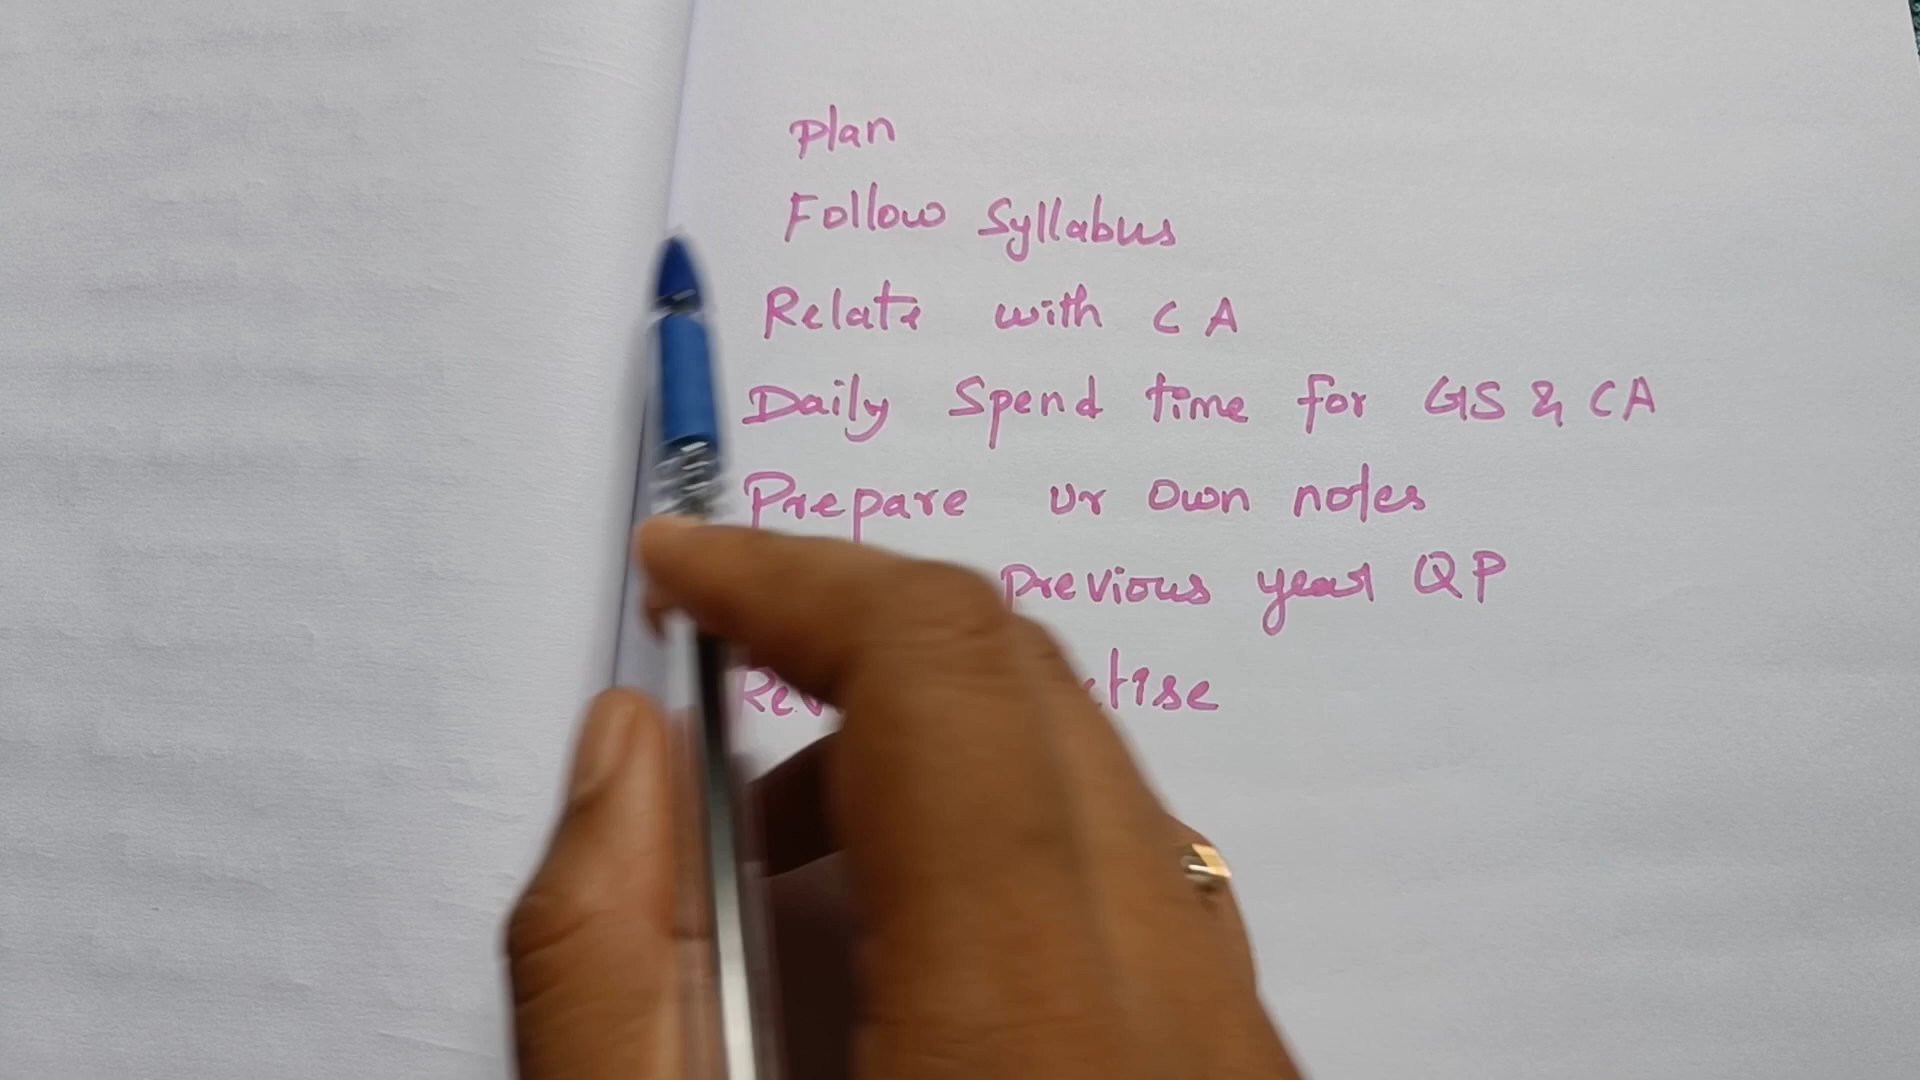 Plan
Follow Syllabus
Relate with CA
Daily Spend time for GS & CA
Prepare ur own notes
Previous year QP